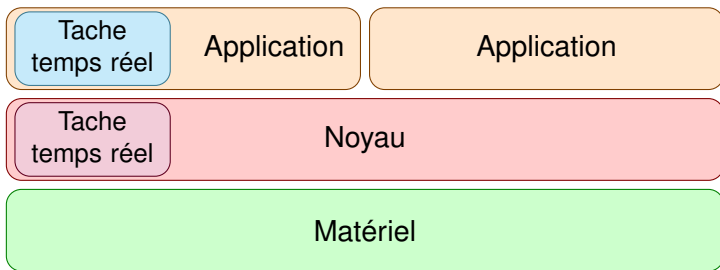 Tache
temps réel
Application
Application
Tache
temps réel
Noyau
Matériel